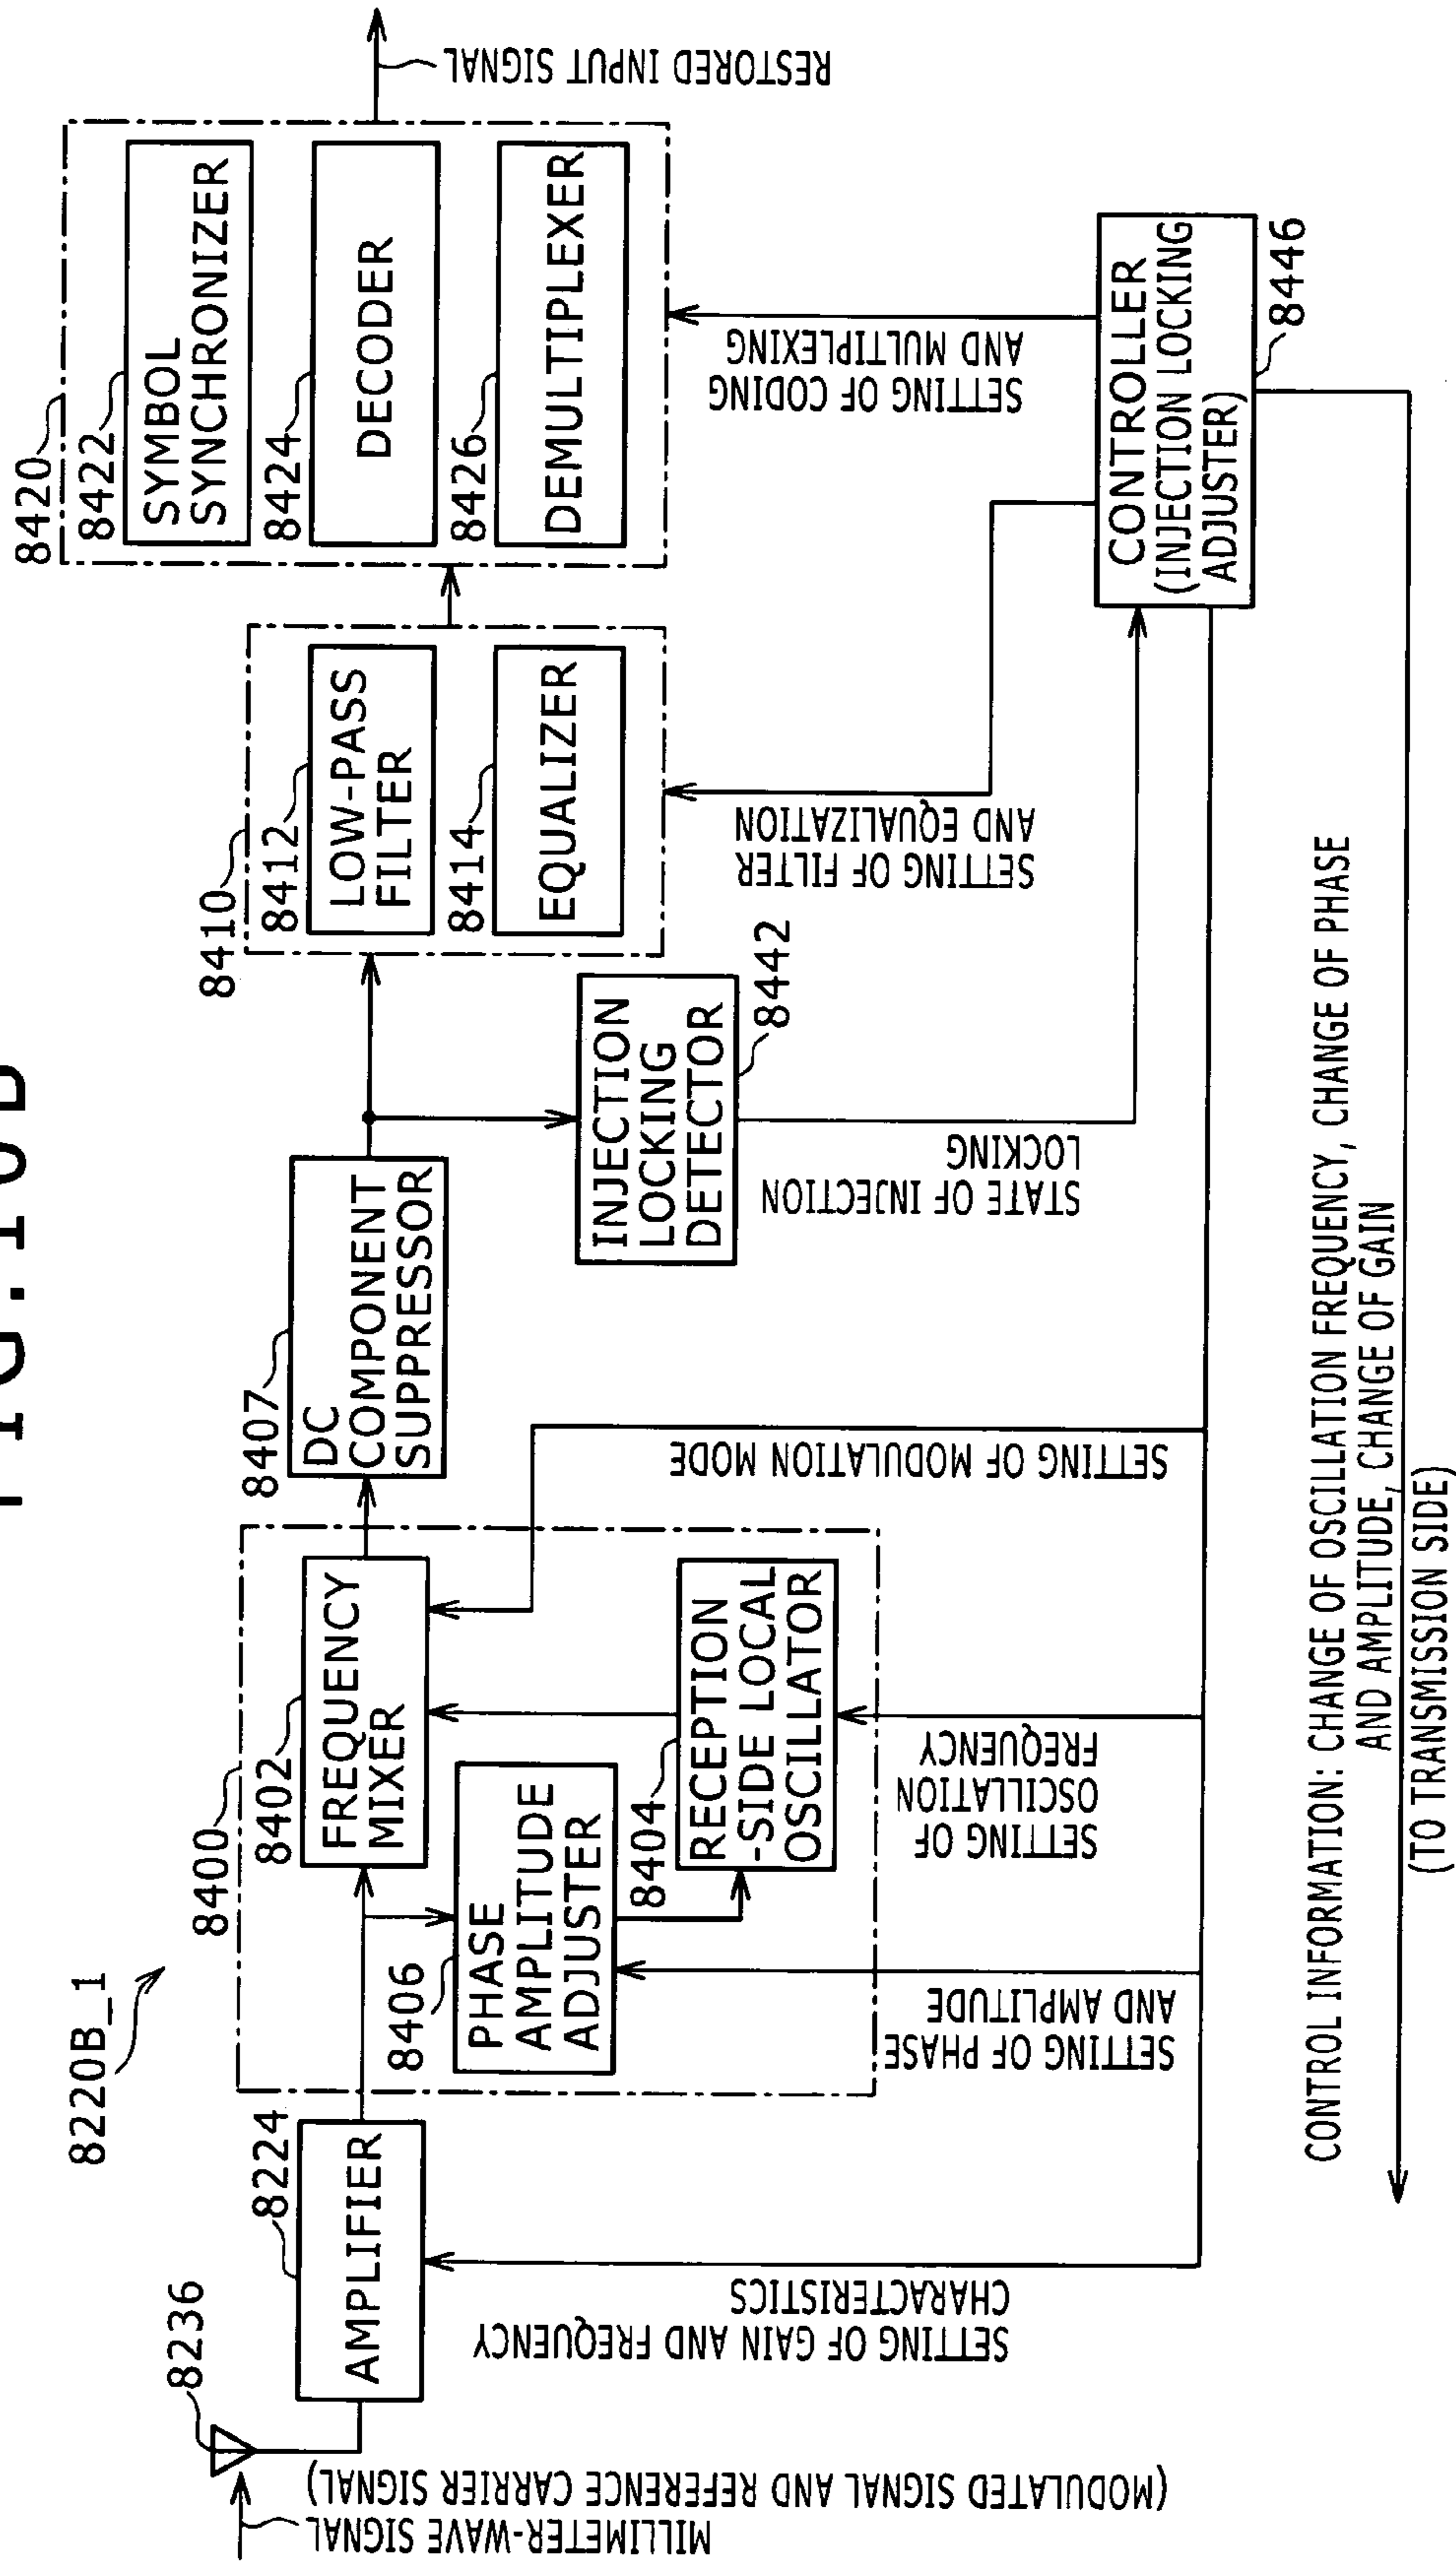 8220B_1
8236
MILLIMETER-WAVE SIGNAL
(MODULATED SIGNAL AND REFERENCE CARRIER SIGNAL)
8224
AMPLIFIER
SETTING OF GAIN AND FREQUENCY
CHARACTERISTICS
8400
8402
FREQUENCY
MIXER
8406
PHASE
AMPLITUDE
ADJUSTER
8404
RECEPTION
-SIDE LOCAL
OSCILLATOR
SETTING OF PHASE
AND AMPLITUDE
SETTING OF
OSCILLATION
FREQUENCY
SETTING OF MODULATION MODE
8407
DC
COMPONENT
SUPPRESSOR
INJECTION
LOCKING
DETECTOR
8442
STATE OF INJECTION
LOCKING
8410
8412
LOW-PASS
FILTER
8414
EQUALIZER
SETTING OF FILTER
AND EQUALIZATION
8420
8422
SYMBOL
SYNCHRONIZER
8424
DECODER
8426
DEMULTIPLEXER
SETTING OF CODING
AND MULTIPLEXING
RESTORED INPUT SIGNAL
CONTROLLER
(INJECTION LOCKING
ADJUSTER)
8446
CONTROL INFORMATION: CHANGE OF OSCILLATION FREQUENCY, CHANGE OF PHASE
AND AMPLITUDE, CHANGE OF GAIN
(TO TRANSMISSION SIDE)